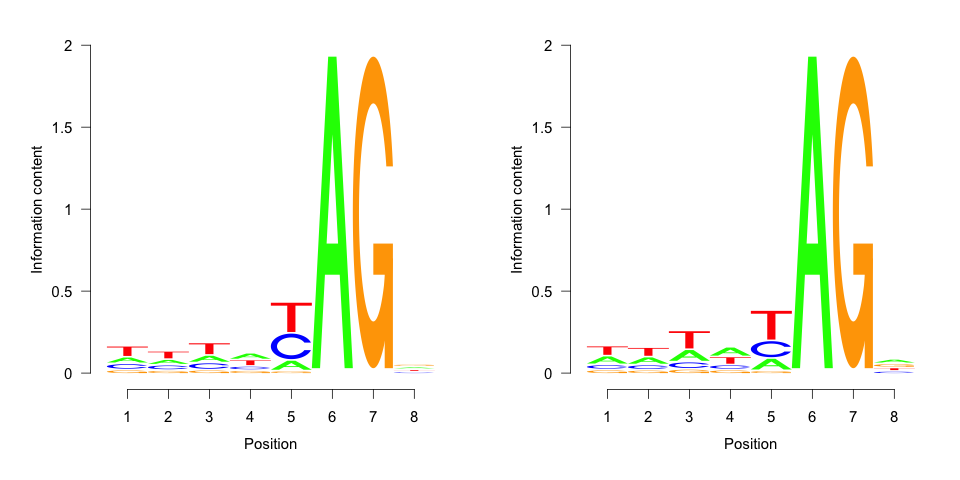 2
1.5
1
0.5
0
Information content
T T T A T A G
A A A T C
C C C C A
1 2 3 4 5 6 7 8
Position
2
1.5
1
0.5
0
Information content
T T T A T A G A
A A A T C G
C C C C A T
1 2 3 4 5 6 7 8
Position